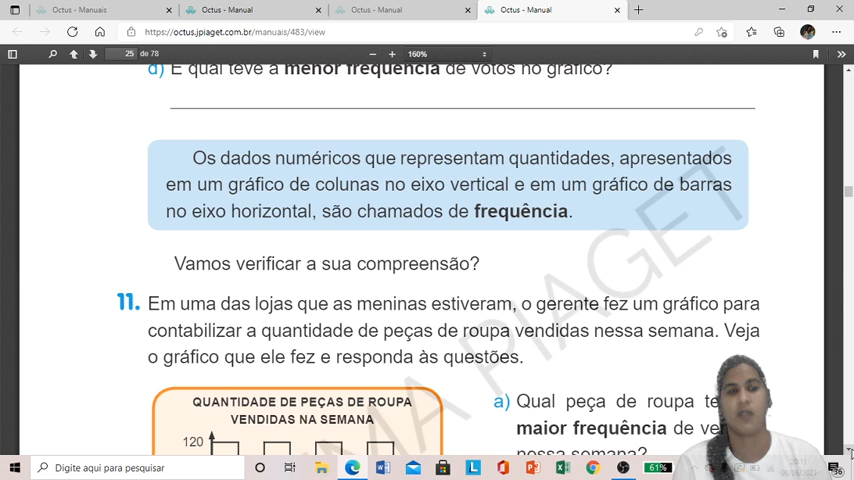 Octus - Manuais
Octus - Manual
Octus - Manual
Octus - Manual
https://octus.jpiaget.com.br/manuais/483/view
25 de 78
160%
d) E qual teve a menor frequência de votos no gráfico?
Os dados numéricos que representam quantidades, apresentados
em um gráfico de colunas no eixo vertical e em um gráfico de barras
no eixo horizontal, são chamados de frequência.
Vamos verificar a sua compreensão?
11. Em uma das lojas que as meninas estiveram, o gerente fez um gráfico para
contabilizar a quantidade de peças de roupa vendidas nessa semana. Veja
o gráfico que ele fez e responda às questões.
QUANTIDADE DE PEÇAS DE ROUPA
VENDIDAS NA SEMANA
120
a) Qual peça de roupa te
maior frequência de ve
nessa semana?
MA PIAGET
Digite aqui para pesquisar
61%
36